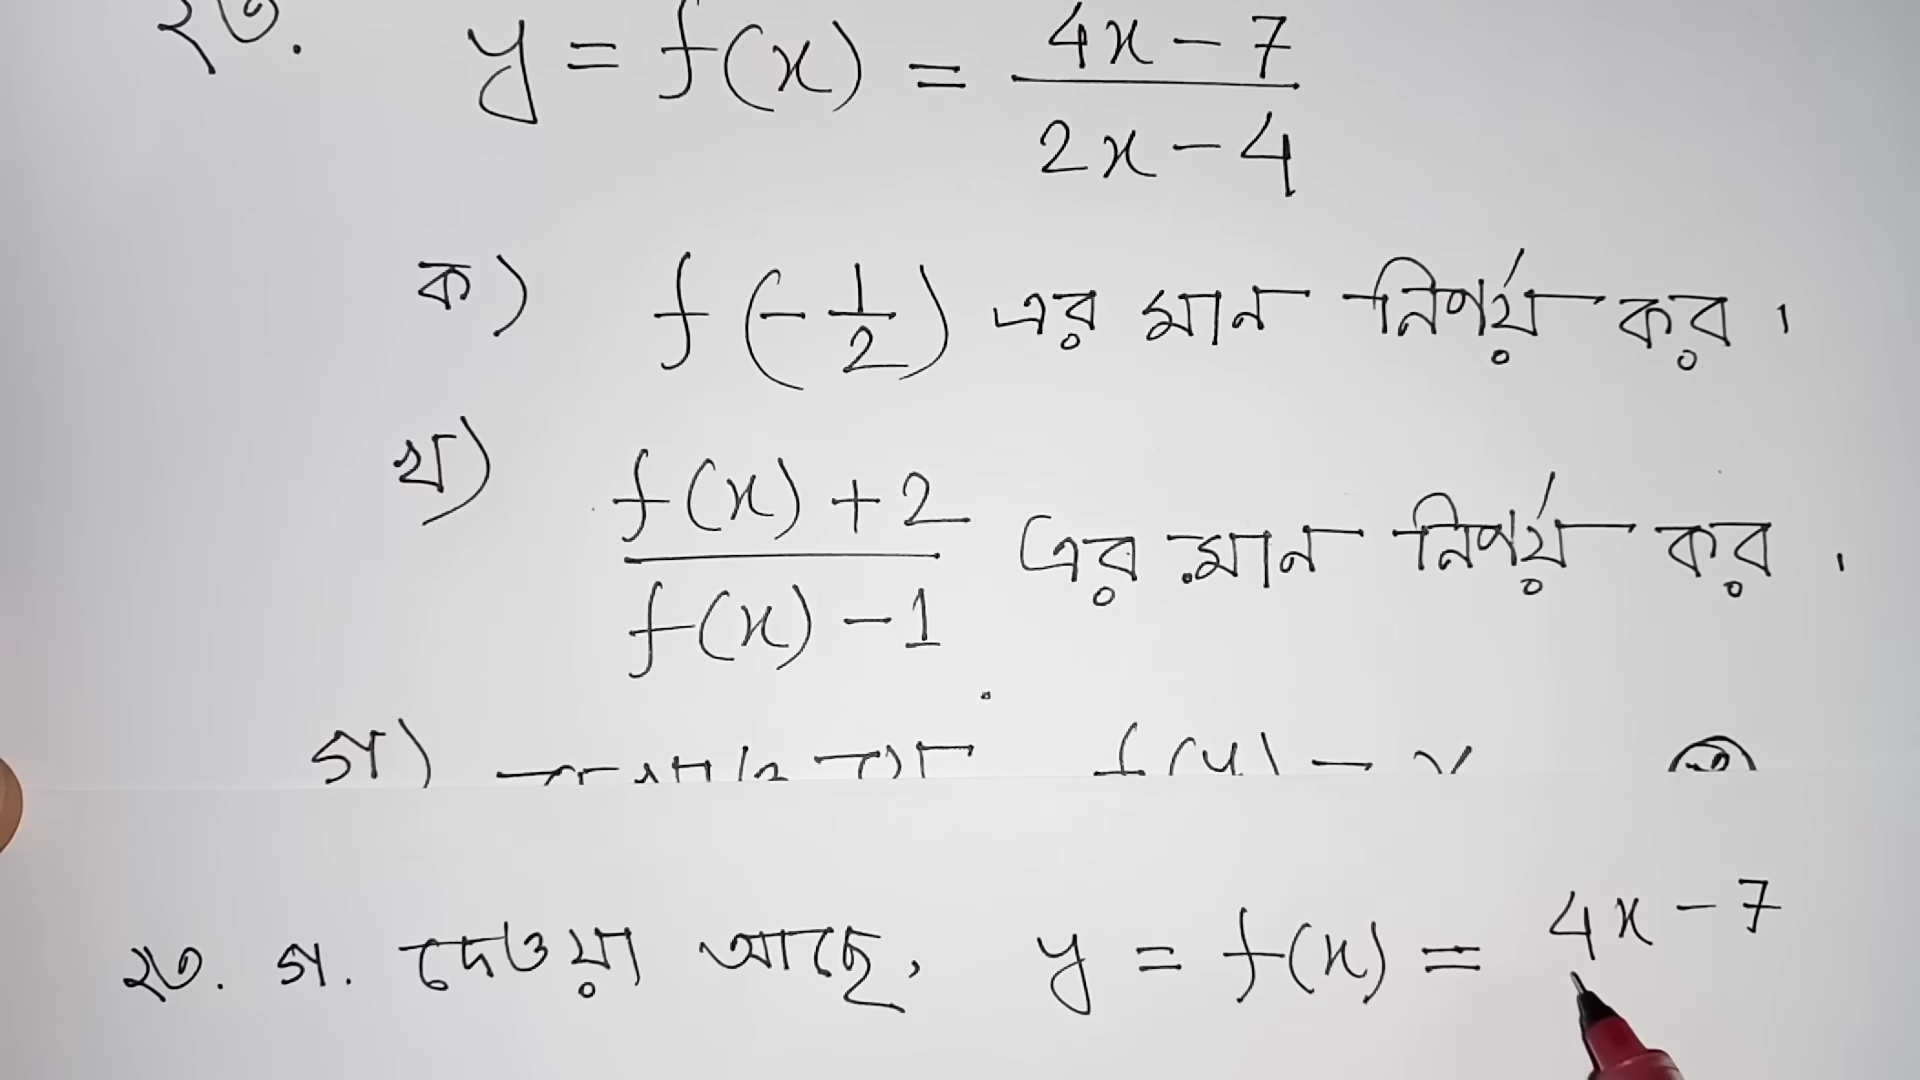 ২৩. y = f(x) = (4x - 7)/(2x - 4)
ক) f(-1/2) এর মান নির্ণয় কর।
খ) (f(x) + 2)/(f(x) - 1) এর মান নির্ণয় কর।
গ)
২৩. গ. দেওয়া আছে, y = f(x) = 4x - 7